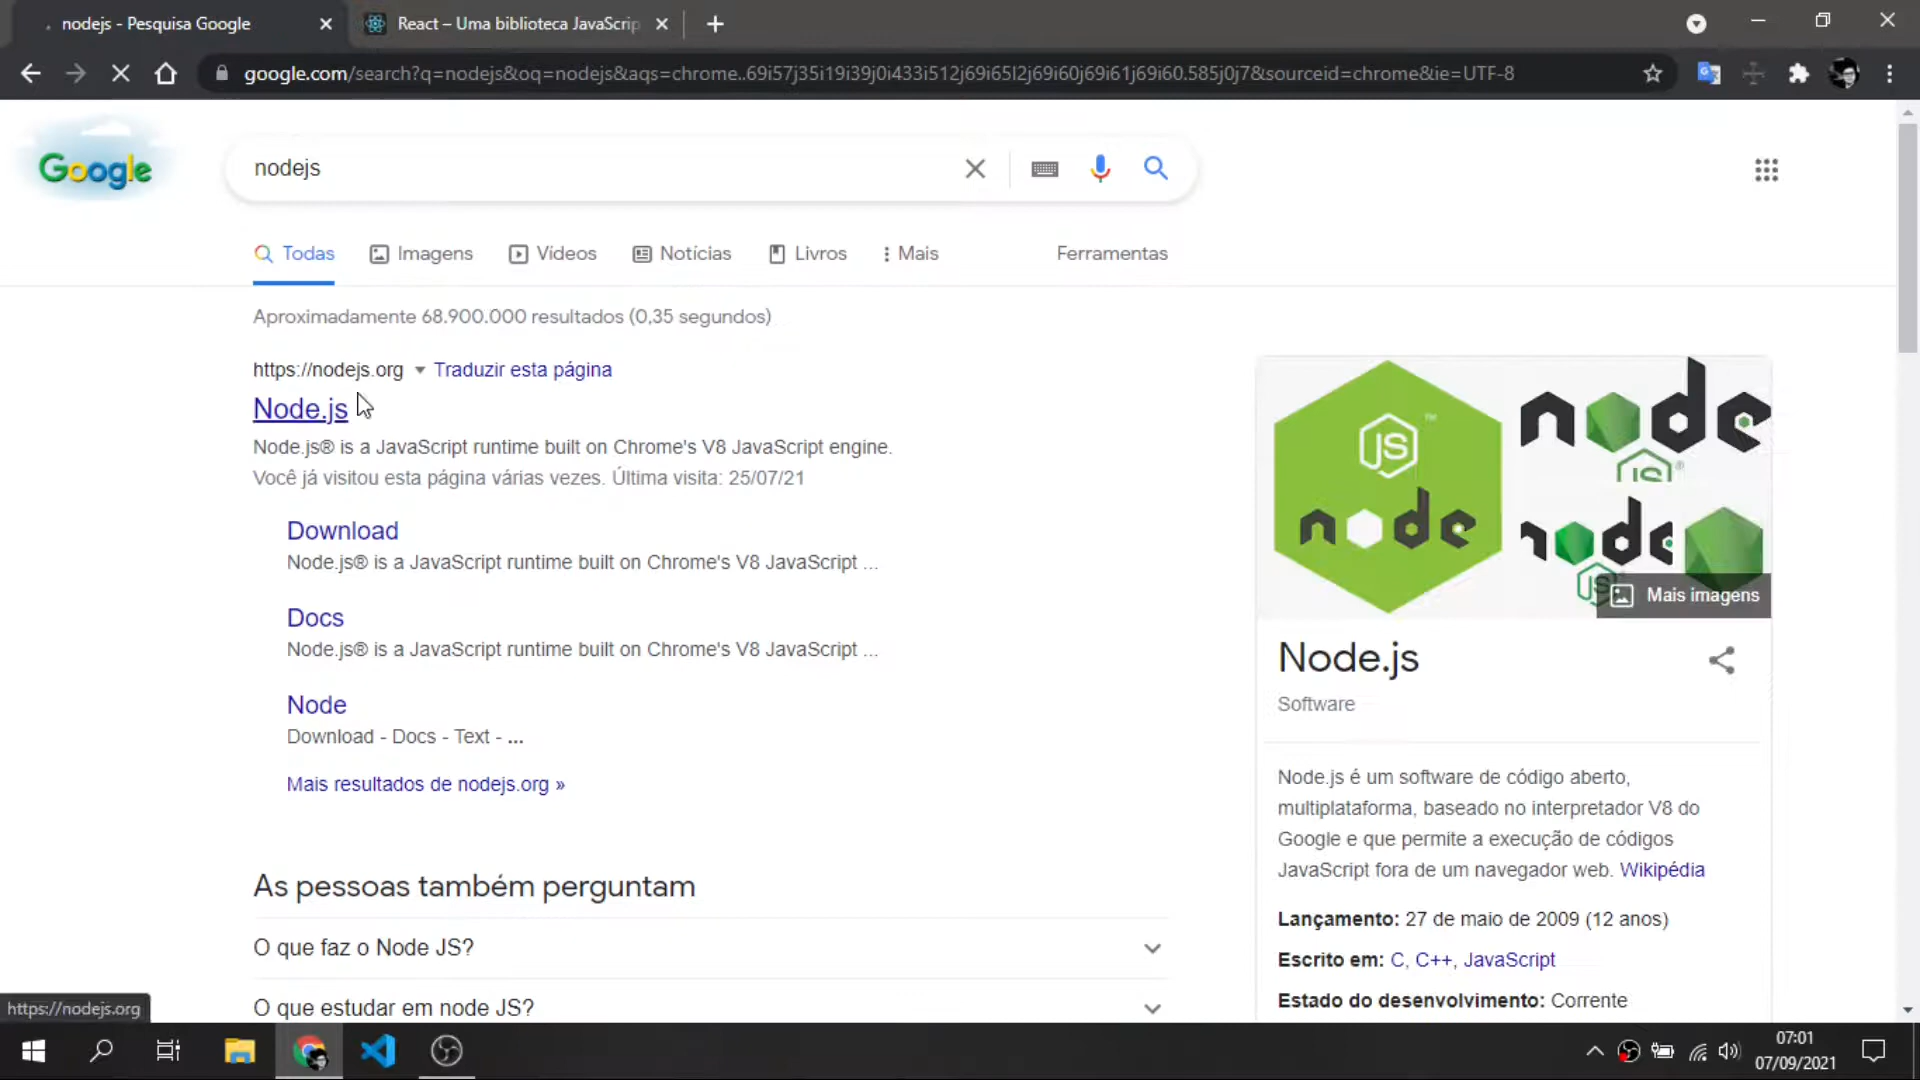 nodejs - Pesquisa Google
React – Uma biblioteca JavaScrip
google.com/search?q=nodejs&oq=nodejs&aqs=chrome..69i57j35i19i39j0i433i512j69i65l2j69i60j69i61j69i60.585j0j7&sourceid=chrome&ie=UTF-8
Google
nodejs
Todas
Imagens
Vídeos
Notícias
Livros
Mais
Ferramentas
Aproximadamente 68.900.000 resultados (0,35 segundos)
https://nodejs.org Traduzir esta página
Node.js
Node.js® is a JavaScript runtime built on Chrome's V8 JavaScript engine.
Você já visitou esta página várias vezes. Última visita: 25/07/21
Download
Node.js® is a JavaScript runtime built on Chrome's V8 JavaScript ...
Docs
Node.js® is a JavaScript runtime built on Chrome's V8 JavaScript ...
Node
Download - Docs - Text - ...
Mais resultados de nodejs.org »
As pessoas também perguntam
O que faz o Node JS?
O que estudar em node JS?
JS
™
node
node
JS®
node
JS
Mais imagens
Node.js
Software
Node.js é um software de código aberto,
multiplataforma, baseado no interpretador V8 do
Google e que permite a execução de códigos
JavaScript fora de um navegador web. Wikipédia
Lançamento: 27 de maio de 2009 (12 anos)
Escrito em: C, C++, JavaScript
Estado do desenvolvimento: Corrente
https://nodejs.org
07:01
07/09/2021